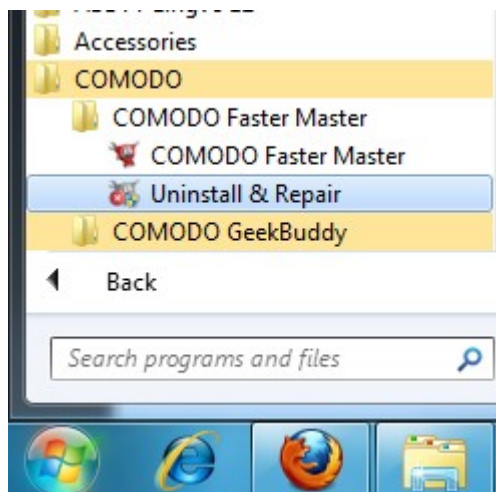 Accessories
COMODO
COMODO Faster Master
COMODO Faster Master
Uninstall & Repair
COMODO GeekBuddy
Back
Search programs and files